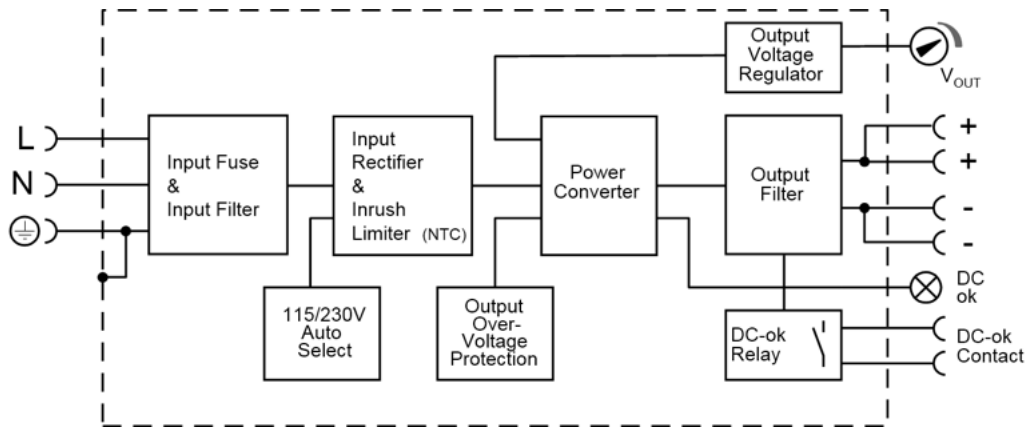 Output
Voltage
Regulator
VOUT
L
N
Input Fuse
&
Input Filter
Input
Rectifier
&
Inrush
Limiter (NTC)
Power
Converter
Output
Filter
+
+
-
-
115/230V
Auto
Select
Output
Over-
Voltage
Protection
DC-ok
Relay
DC
ok
DC-ok
Contact